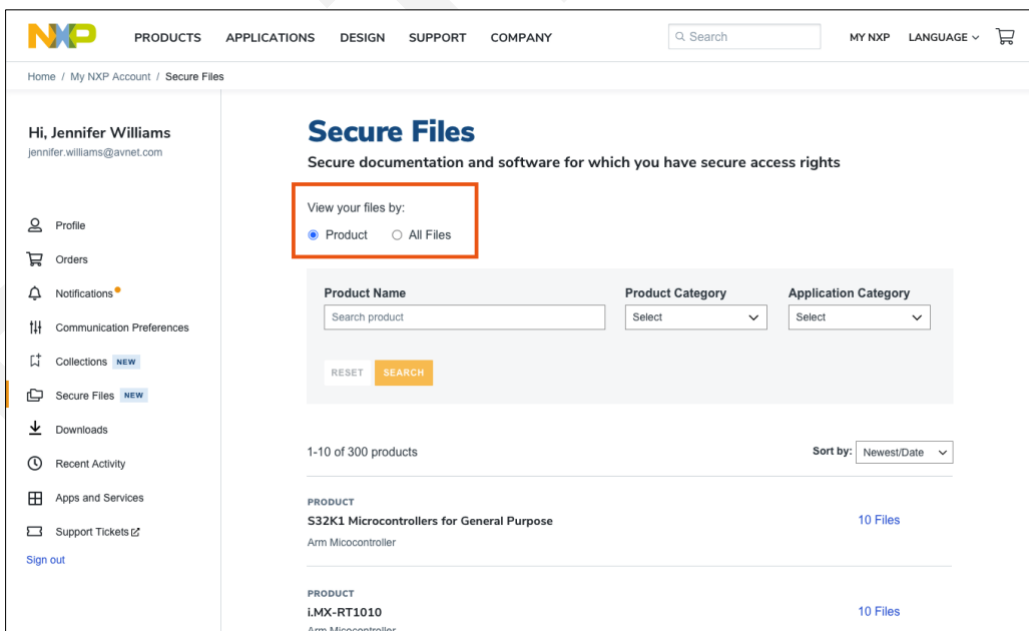 NXP PRODUCTS APPLICATIONS DESIGN SUPPORT COMPANY Search MY NXP LANGUAGE
Home / My NXP Account / Secure Files
Hi, Jennifer Williams
jennifer.williams@avnet.com
Profile
Orders
Notifications
Communication Preferences
Collections NEW
Secure Files NEW
Downloads
Recent Activity
Apps and Services
Support Tickets
Sign out
Secure Files
Secure documentation and software for which you have secure access rights
View your files by:
Product All Files
Product Name Product Category Application Category
Search product Select Select
RESET SEARCH
1-10 of 300 products Sort by: Newest/Date
PRODUCT
S32K1 Microcontrollers for General Purpose 10 Files
Arm Micocontroller
PRODUCT
i.MX-RT1010 10 Files
Arm Micocontroller